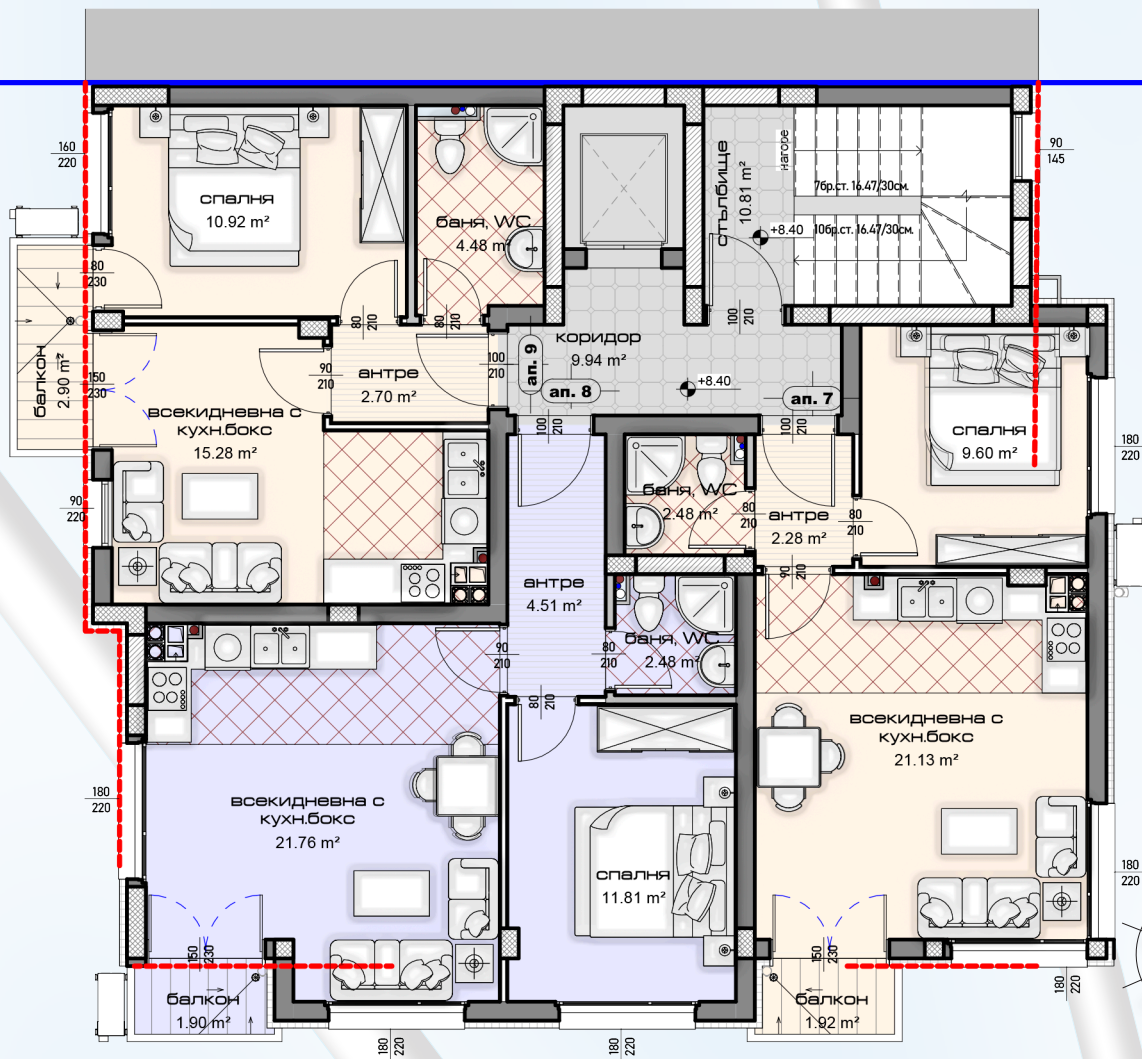 160
220
спалня
10.92 m²
баня, WC
4.48 m²
стълбище
10.81 m²
нагоре
7бр.ст. 16.47/30см.
+8.40
10бр.ст. 16.47/30см.
90
145
80
230
80
210
80
210
100
210
100
210
коридор
9.94 m²
ап. 9
ап. 8
ап. 7
+8.40
балкон
2.90 m²
150
230
90
210
антре
2.70 m²
всекидневна с
кухн.бокс
15.28 m²
90
220
100
210
100
210
спалня
9.60 m²
180
220
баня, WC
2.48 m²
80
210
антре
2.28 m²
80
210
90
210
антре
4.51 m²
баня, WC
2.48 m²
90
210
80
210
80
210
всекидневна с
кухн.бокс
21.13 m²
180
220
всекидневна с
кухн.бокс
21.76 m²
спалня
11.81 m²
180
220
150
230
150
230
балкон
1.90 m²
балкон
1.92 m²
180
220
180
220
180
220